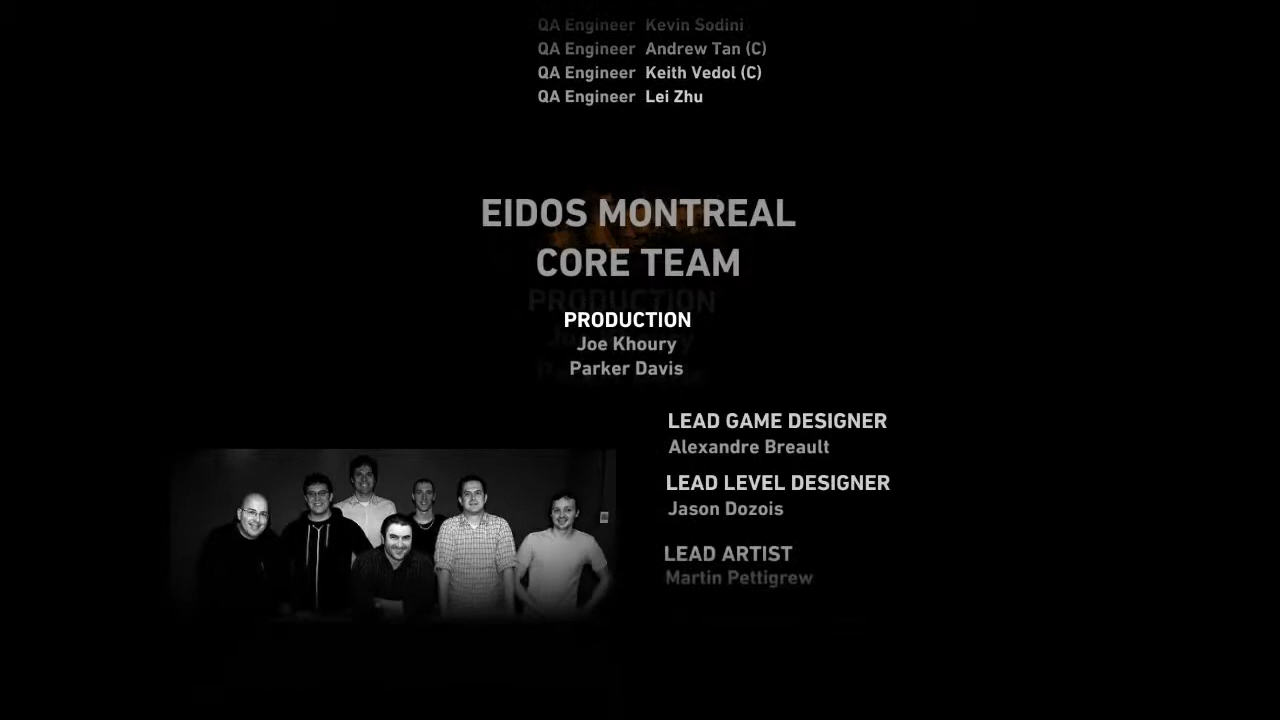 QA Engineer Kevin Sodini
QA Engineer Andrew Tan (C)
QA Engineer Keith Vedol (C)
QA Engineer Lei Zhu
EIDOS MONTREAL
CORE TEAM
PRODUCTION
Joe Khoury
Parker Davis
LEAD GAME DESIGNER
Alexandre Breault
LEAD LEVEL DESIGNER
Jason Dozois
LEAD ARTIST
Martin Pettigrew